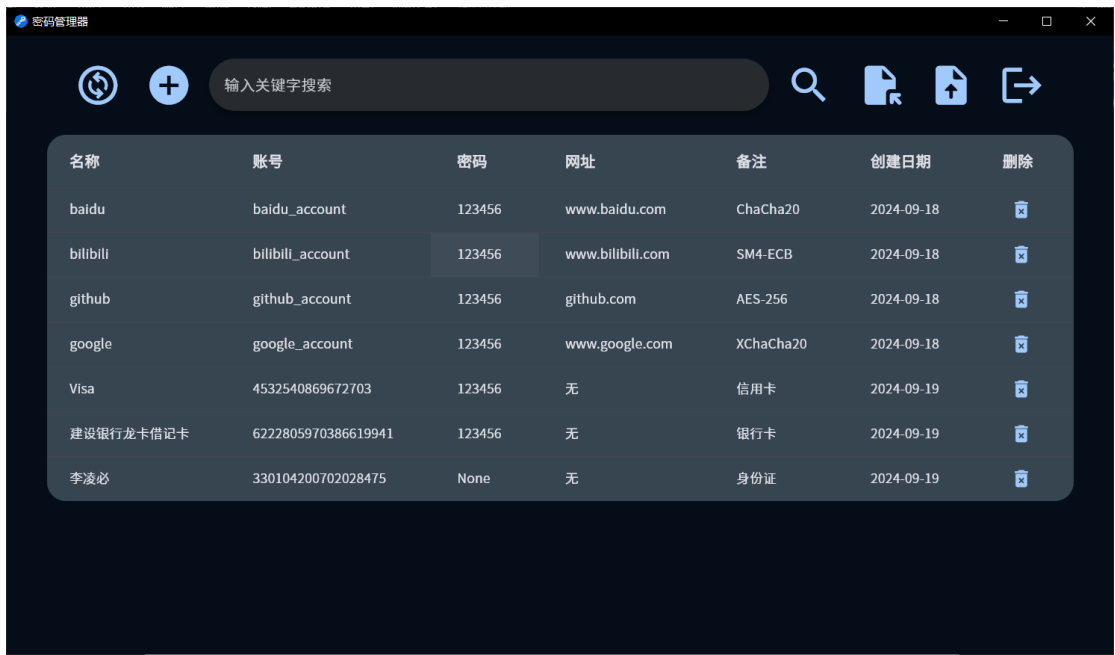 密码管理器
输入关键字搜索
名称 账号 密码 网址 备注 创建日期 删除
baidu baidu_account 123456 www.baidu.com ChaCha20 2024-09-18
bilibili bilibili_account 123456 www.bilibili.com SM4-ECB 2024-09-18
github github_account 123456 github.com AES-256 2024-09-18
google google_account 123456 www.google.com XChaCha20 2024-09-18
Visa 4532540869672703 123456 无 信用卡 2024-09-19
建设银行龙卡借记卡 6222805970386619941 123456 无 银行卡 2024-09-19
李凌必 330104200702028475 None 无 身份证 2024-09-19